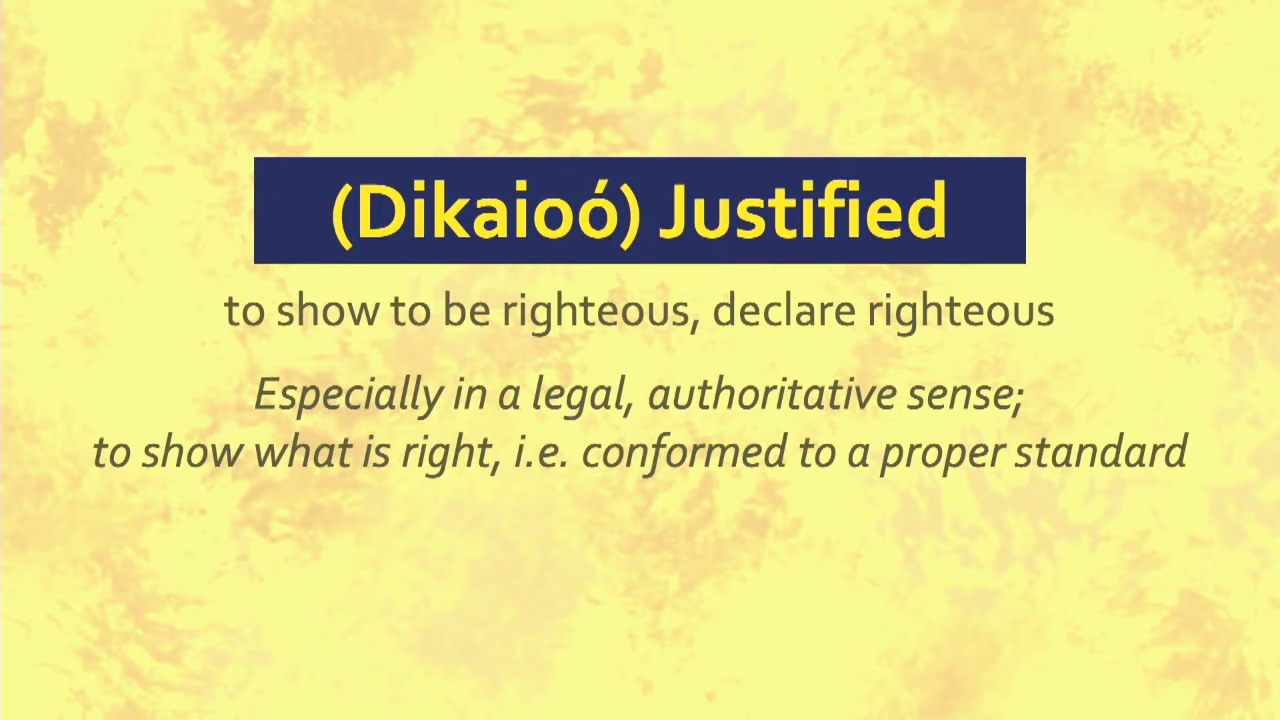 (Dikaioó) Justified
to show to be righteous, declare righteous
Especially in a legal, authoritative sense;
to show what is right, i.e. conformed to a proper standard